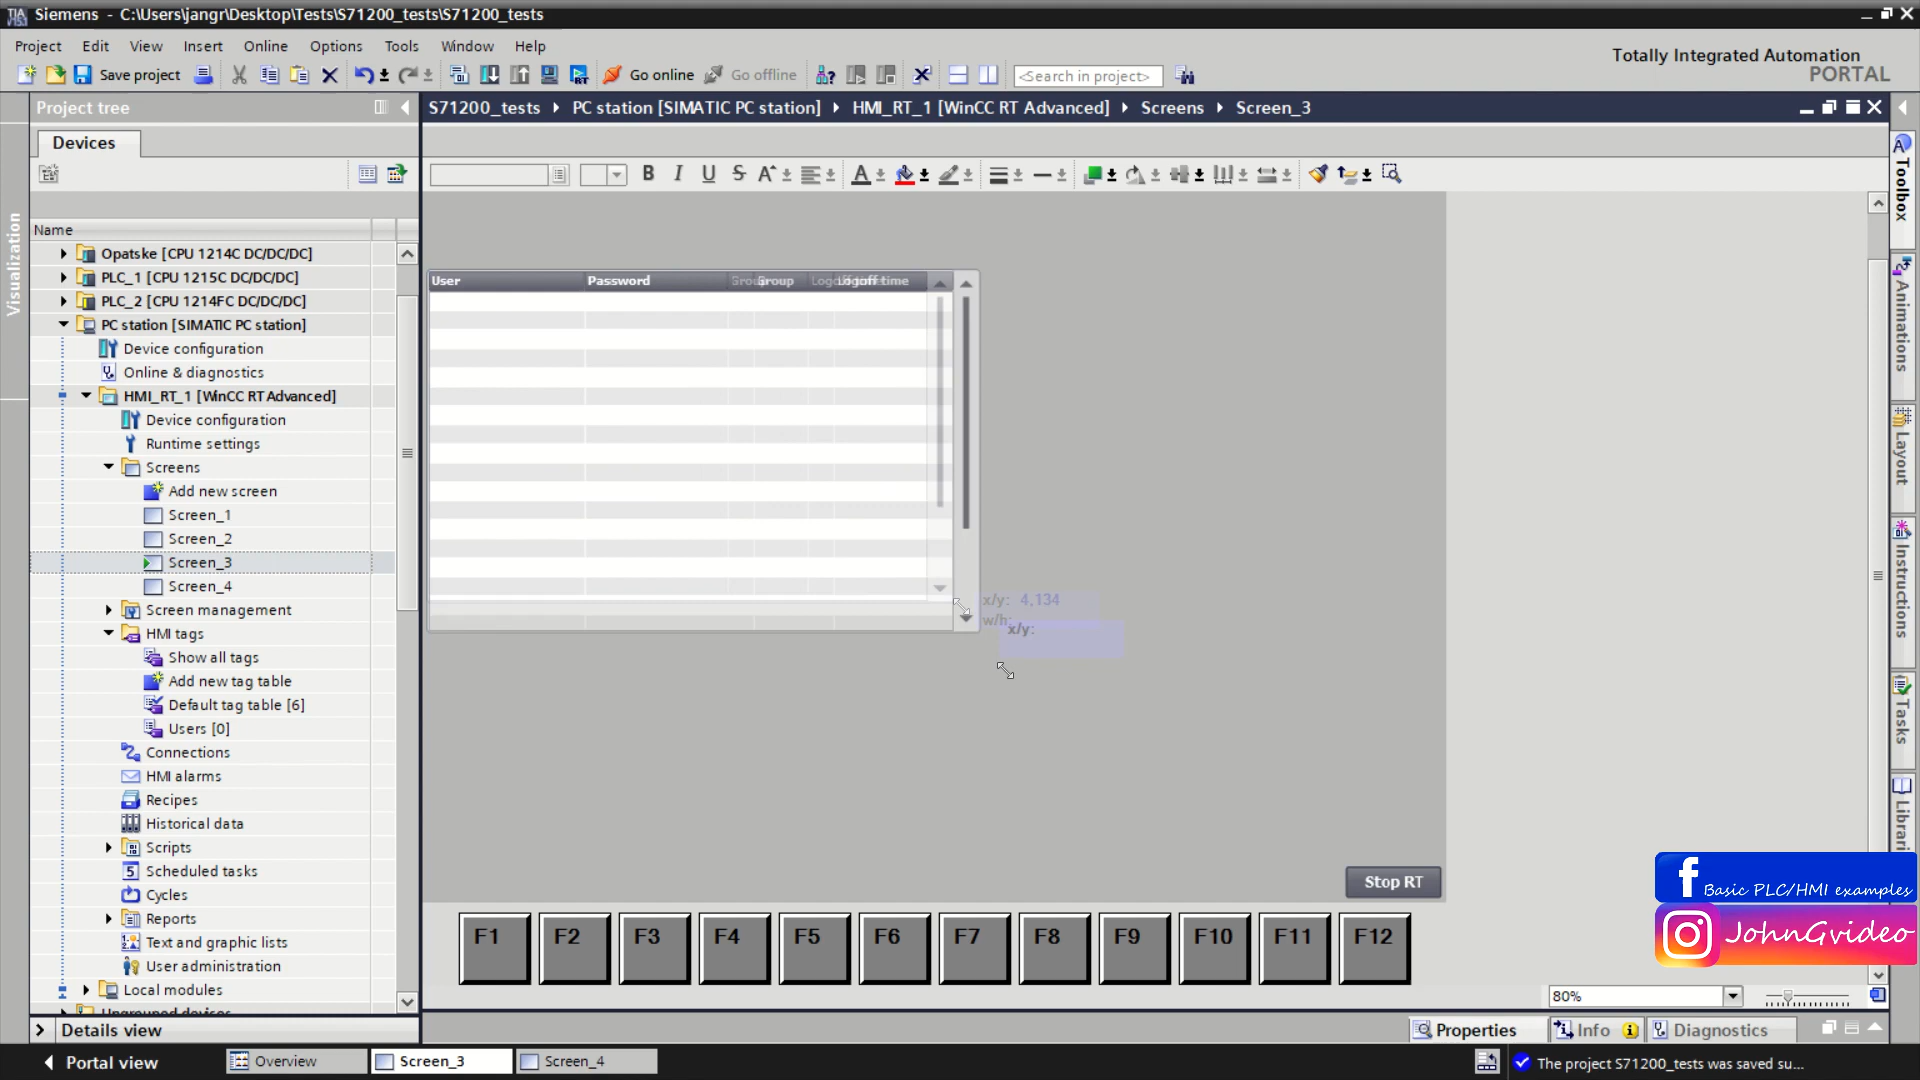 Siemens - C:\Users\jangr\Desktop\Tests\S71200_tests\S71200_tests
Project Edit View Insert Online Options Tools Window Help
Totally Integrated Automation
PORTAL
Save project
Go online
Go offline
<Search in project>
Project tree
S71200_tests PC station [SIMATIC PC station] HMI_RT_1 [WinCC RT Advanced] Screens Screen_3
Devices
B I U S A A
Visualization
Name
Opatske [CPU 1214C DC/DC/DC]
PLC_1 [CPU 1215C DC/DC/DC]
PLC_2 [CPU 1214FC DC/DC/DC]
PC station [SIMATIC PC station]
Device configuration
Online & diagnostics
HMI_RT_1 [WinCC RT Advanced]
Device configuration
Runtime settings
Screens
Add new screen
Screen_1
Screen_2
Screen_3
Screen_4
Screen management
HMI tags
Show all tags
Add new tag table
Default tag table [6]
Users [0]
Connections
HMI alarms
Recipes
Historical data
Scripts
Scheduled tasks
Cycles
Reports
Text and graphic lists
User administration
Local modules
Details view
User Password Group Logoff time
x/y: 4,134
w/h:
x/y:
Stop RT
F1 F2 F3 F4 F5 F6 F7 F8 F9 F10 F11 F12
80%
Toolbox
Animations
Layout
Instructions
Tasks
Librari
Basic PLC/HMI examples
JohnGvideo
Properties Info Diagnostics
Portal view Overview Screen_3 Screen_4
The project S71200_tests was saved su...